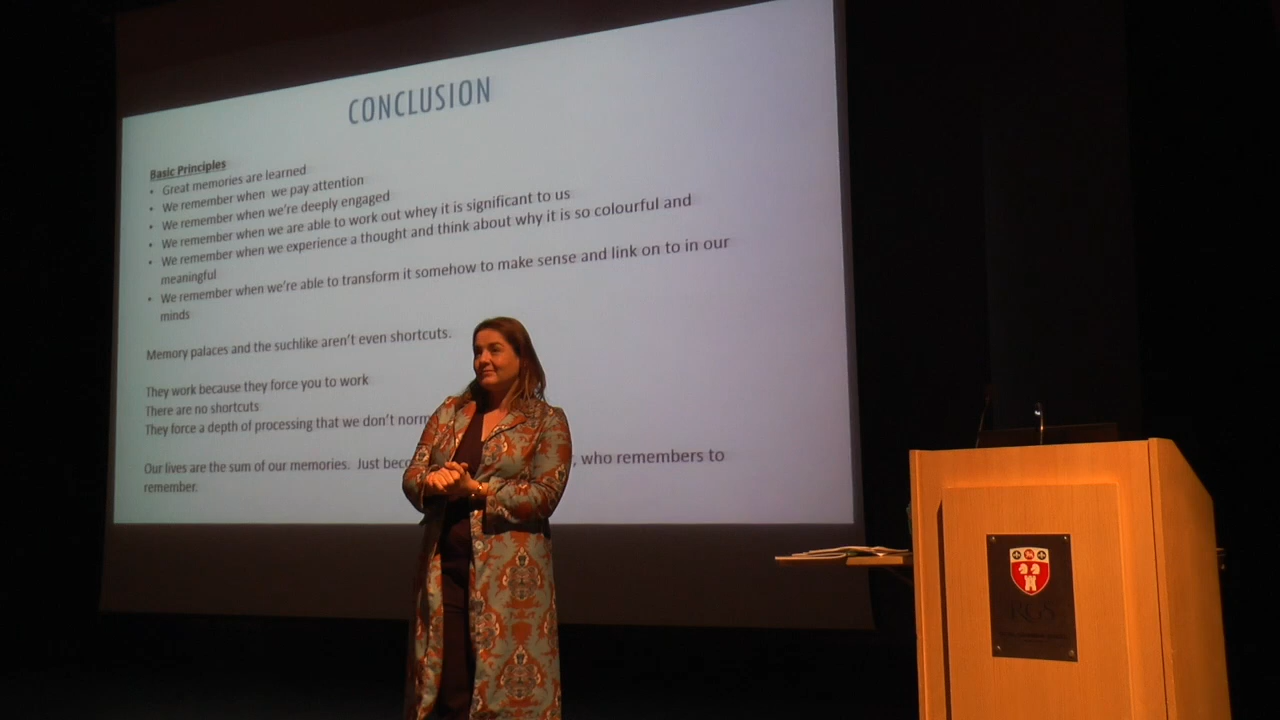 CONCLUSION
Basic Principles
• Great memories are learned
• We remember when we pay attention
• We remember when we're deeply engaged
• We remember when we are able to work out whey it is significant to us
• We remember when we experience a thought and think about why it is so colourful and
meaningful
• We remember when we're able to transform it somehow to make sense and link on to in our
minds
Memory palaces and the suchlike aren't even shortcuts.
They work because they force you to work
There are no shortcuts
They force a depth of processing that we don't norm
Our lives are the sum of our memories. Just beco , who remembers to
remember.
RGS